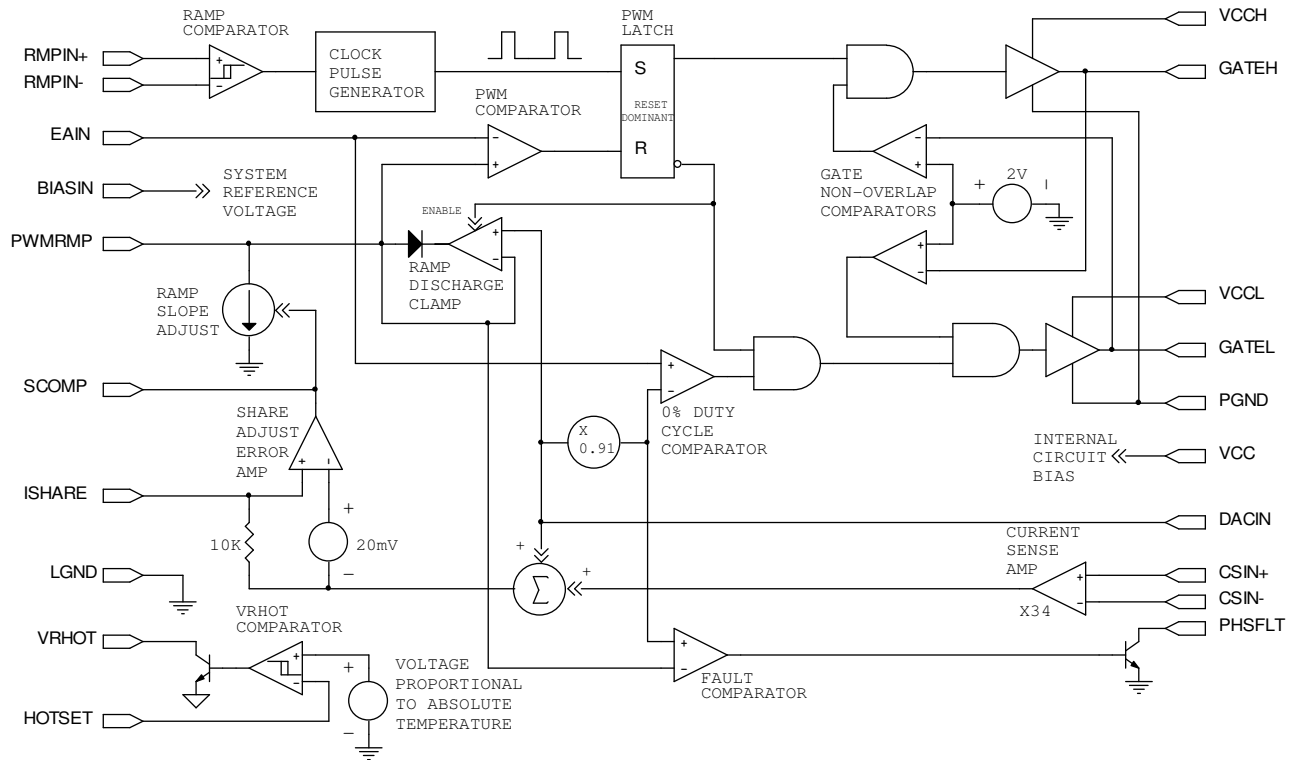 RAMP
COMPARATOR
PWM
LATCH
VCCH
RMPIN+
RMPIN-
+
−
CLOCK
PULSE
GENERATOR
S
RESET
DOMINANT
R
GATEH
PWM
COMPARATOR
EAIN
−
+
BIASIN
SYSTEM
REFERENCE
VOLTAGE
−
+
GATE
NON-OVERLAP
COMPARATORS
+
2V
−
ENABLE
PWMRMP
+
−
+
−
RAMP
DISCHARGE
CLAMP
RAMP
SLOPE
ADJUST
VCCL
GATEL
SCOMP
+
−
0% DUTY
CYCLE
COMPARATOR
PGND
SHARE
ADJUST
ERROR
AMP
+
−
X
0.91
INTERNAL
CIRCUIT
BIAS
VCC
ISHARE
+
10K
20mV
−
DACIN
+
CURRENT
SENSE
AMP
LGND
Σ
+
X34
+
−
CSIN+
CSIN-
VRHOT
COMPARATOR
PHSFLT
VRHOT
+
−
+
−
VOLTAGE
PROPORTIONAL
TO ABSOLUTE
TEMPERATURE
+
−
FAULT
COMPARATOR
HOTSET